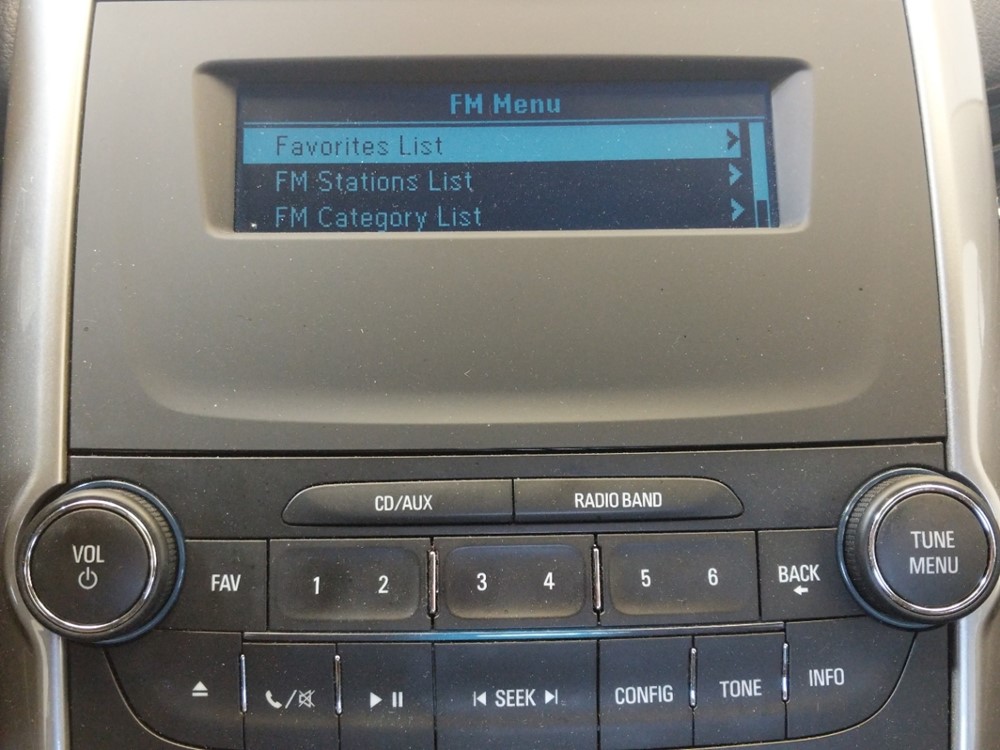 FM Menu
Favorites List
FM Stations List
FM Category List
CD/AUX RADIO BAND
VOL
TUNE
MENU
FAV 1 2 3 4 5 6 BACK
SEEK CONFIG TONE INFO